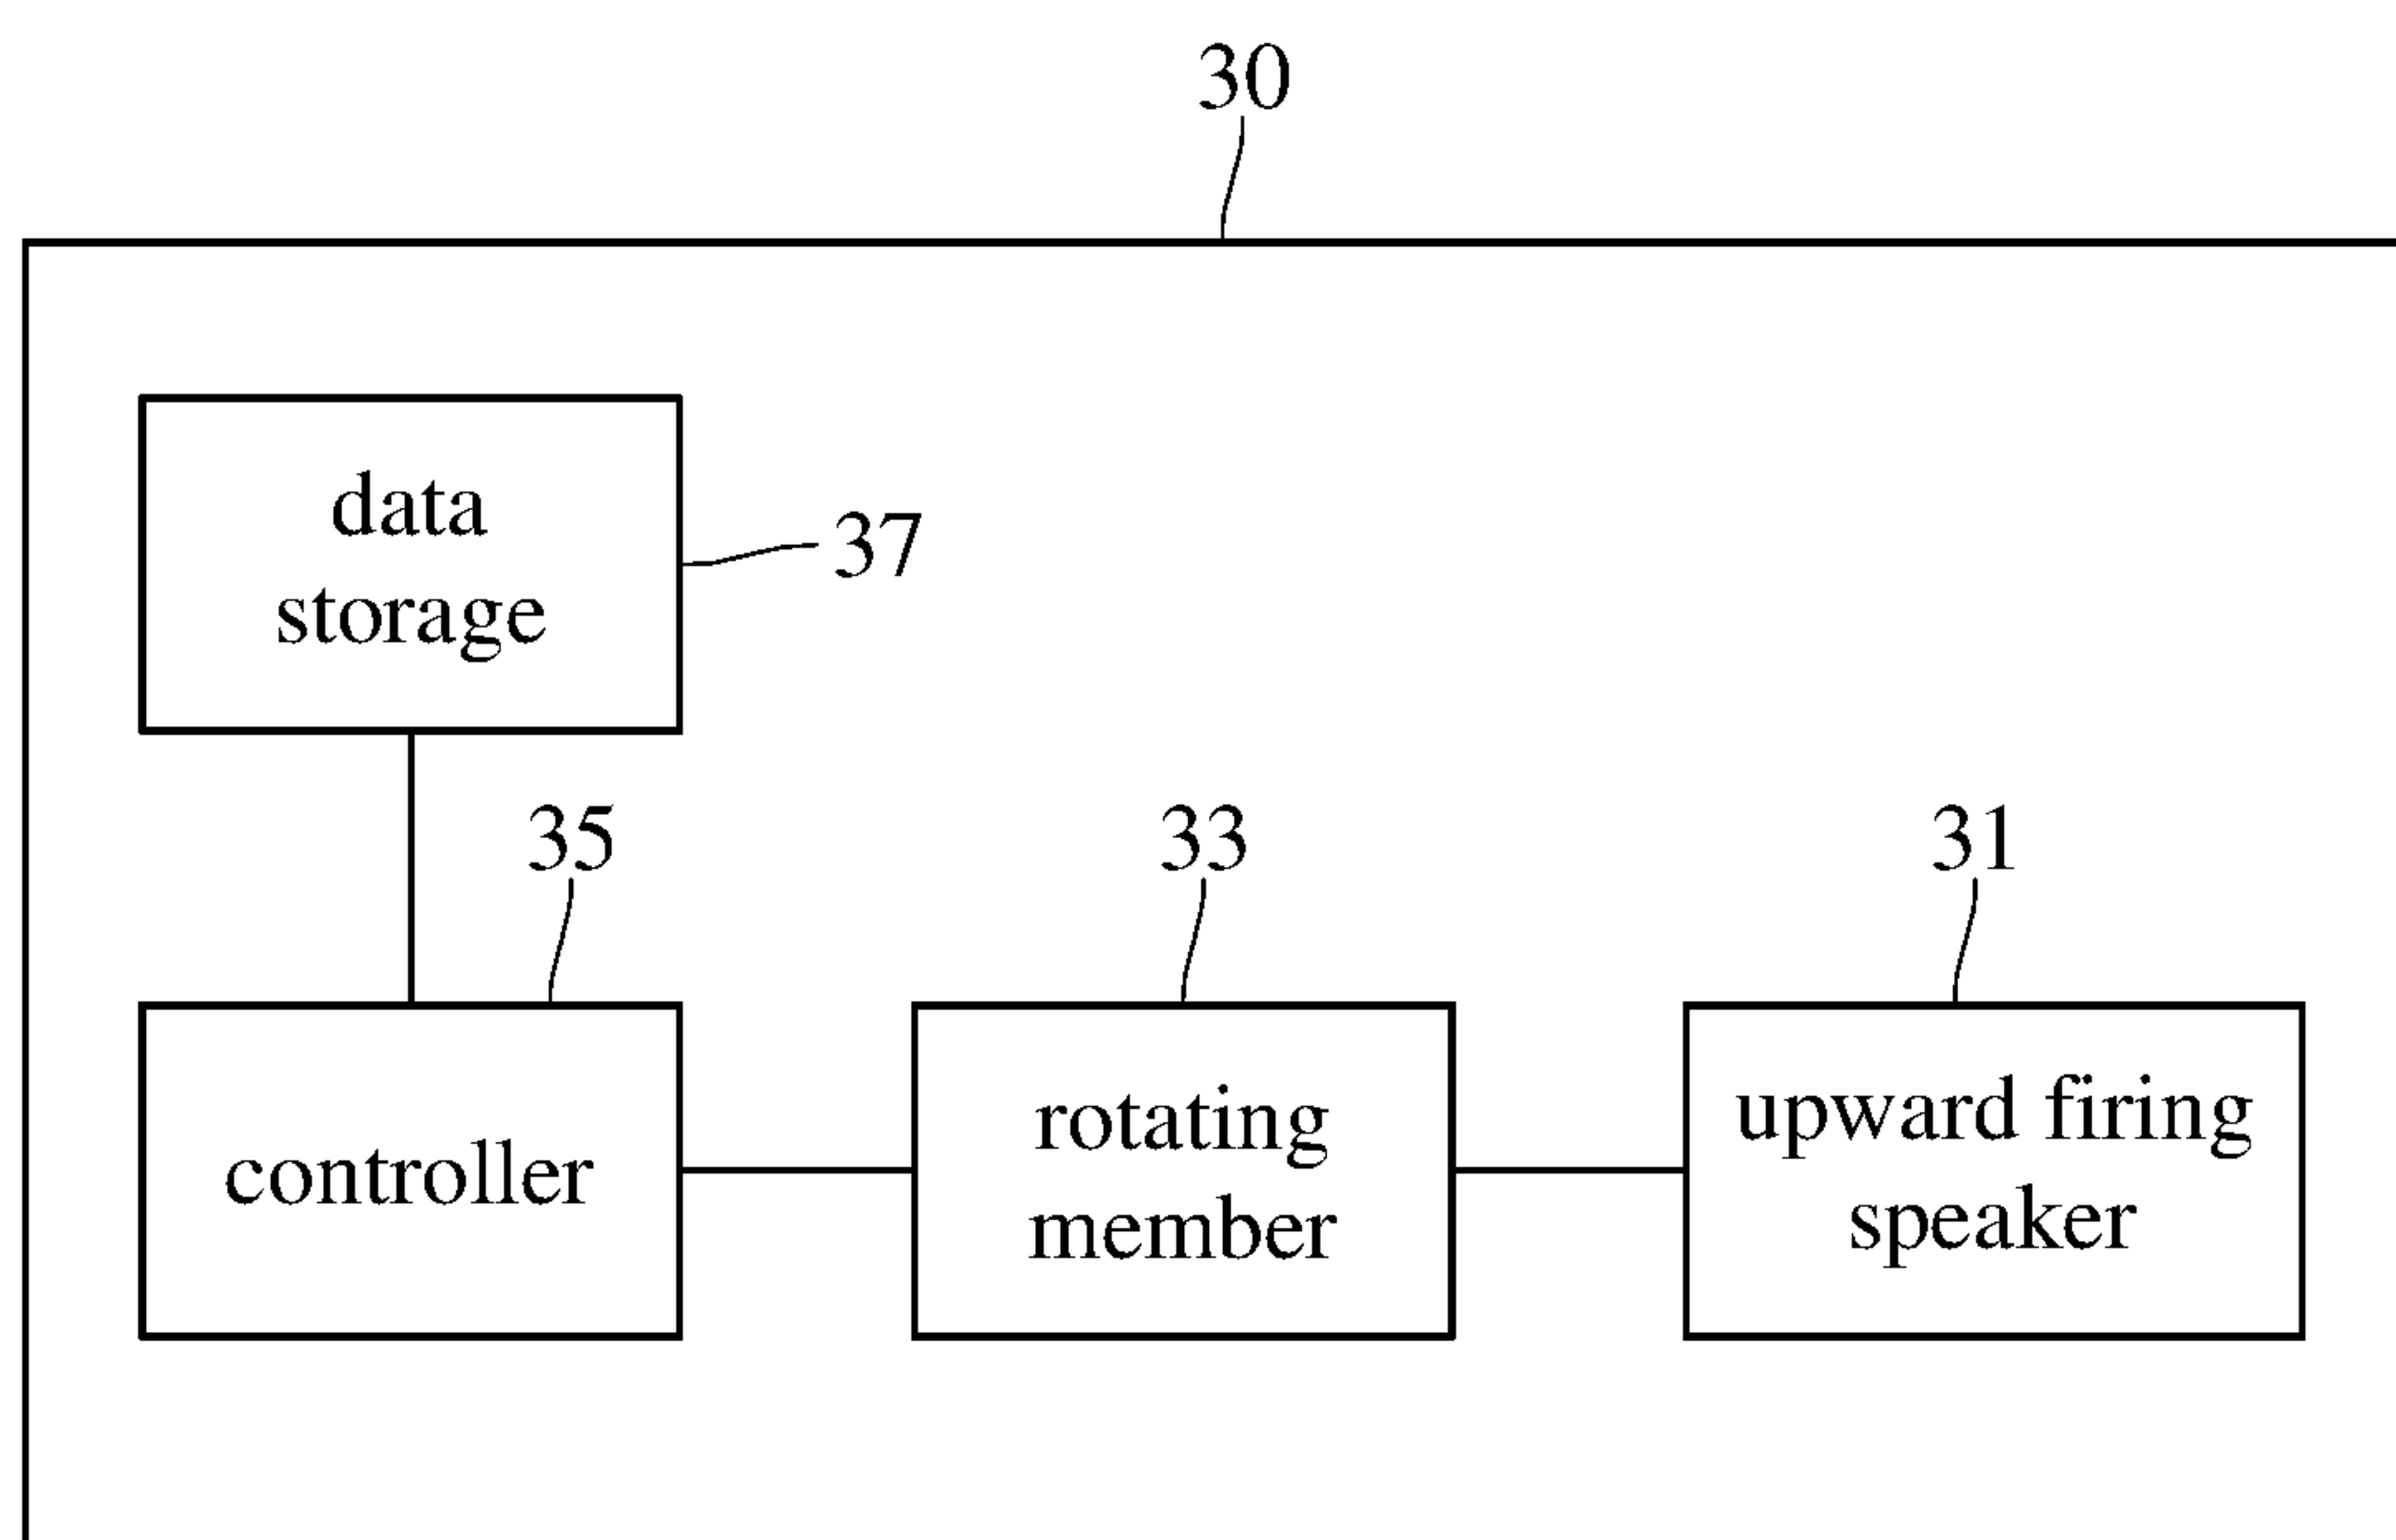 30
data
storage
37
35
33
31
controller
rotating
member
upward firing
speaker